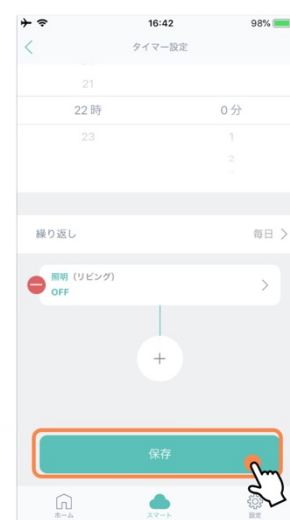 16:42
98%
タイマー設定
21
22時 0分
23 1
2
繰り返し 毎日
照明（リビング）
OFF
保存
ホーム スマート 設定